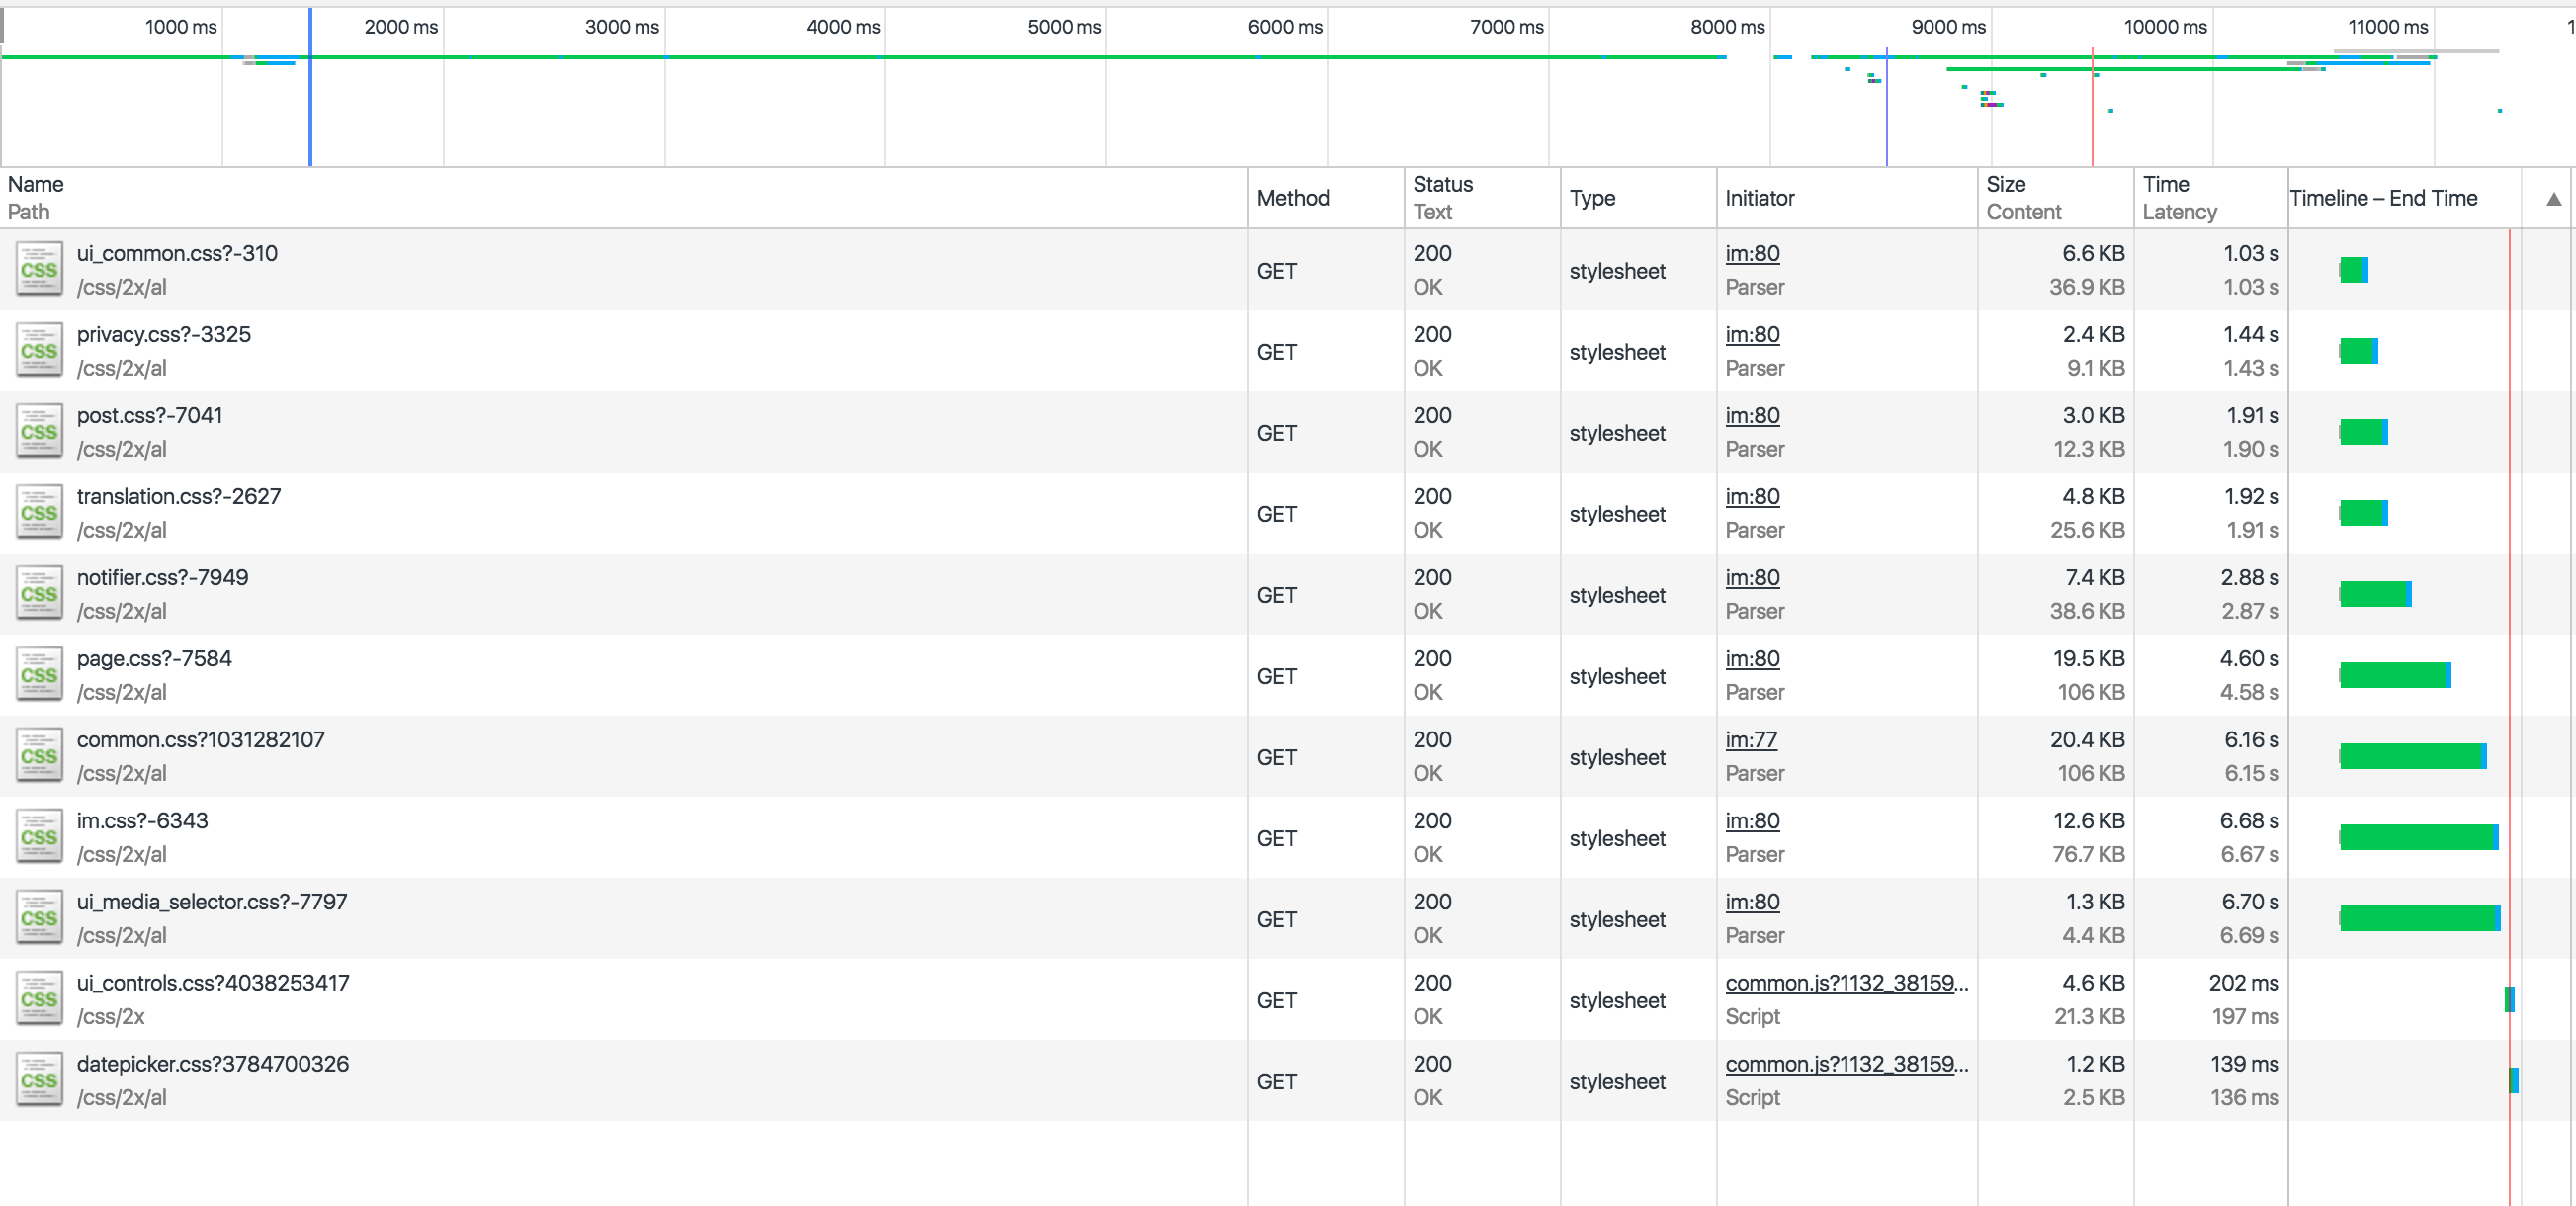 1000 ms 2000 ms 3000 ms 4000 ms 5000 ms 6000 ms 7000 ms 8000 ms 9000 ms 10000 ms 11000 ms 1
Name Method Status Type Initiator Size Time Timeline – End Time ▲
Path Text Content Latency
ui_common.css?-310 GET 200 stylesheet im:80 6.6 KB 1.03 s
CSS /css/2x/al OK Parser 36.9 KB 1.03 s
privacy.css?-3325 GET 200 stylesheet im:80 2.4 KB 1.44 s
CSS /css/2x/al OK Parser 9.1 KB 1.43 s
post.css?-7041 GET 200 stylesheet im:80 3.0 KB 1.91 s
CSS /css/2x/al OK Parser 12.3 KB 1.90 s
translation.css?-2627 GET 200 stylesheet im:80 4.8 KB 1.92 s
CSS /css/2x/al OK Parser 25.6 KB 1.91 s
notifier.css?-7949 GET 200 stylesheet im:80 7.4 KB 2.88 s
CSS /css/2x/al OK Parser 38.6 KB 2.87 s
page.css?-7584 GET 200 stylesheet im:80 19.5 KB 4.60 s
CSS /css/2x/al OK Parser 106 KB 4.58 s
common.css?1031282107 GET 200 stylesheet im:77 20.4 KB 6.16 s
CSS /css/2x/al OK Parser 106 KB 6.15 s
im.css?-6343 GET 200 stylesheet im:80 12.6 KB 6.68 s
CSS /css/2x/al OK Parser 76.7 KB 6.67 s
ui_media_selector.css?-7797 GET 200 stylesheet im:80 1.3 KB 6.70 s
CSS /css/2x/al OK Parser 4.4 KB 6.69 s
ui_controls.css?4038253417 GET 200 stylesheet common.js?1132_38159... 4.6 KB 202 ms
CSS /css/2x OK Script 21.3 KB 197 ms
datepicker.css?3784700326 GET 200 stylesheet common.js?1132_38159... 1.2 KB 139 ms
CSS /css/2x/al OK Script 2.5 KB 136 ms